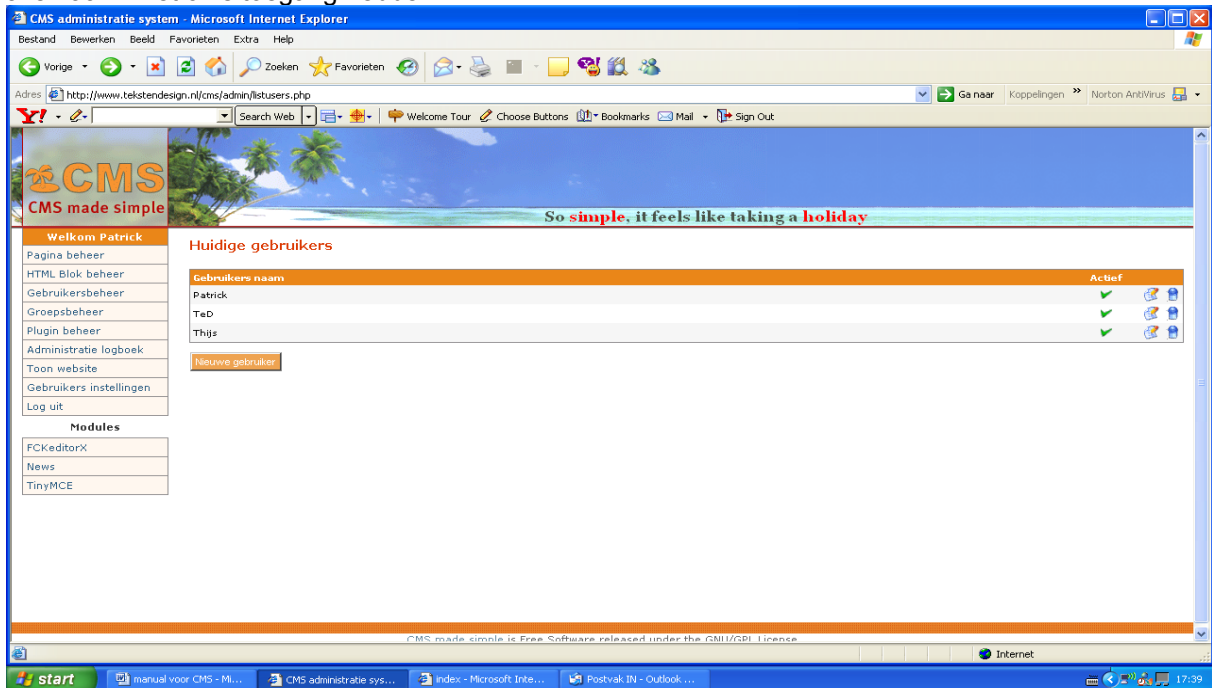 CMS administratie system - Microsoft Internet Explorer
Bestand Bewerken Beeld Favorieten Extra Help
Vorige Zoeken Favorieten
Adres http://www.tekstendesign.nl/cms/admin/listusers.php Ga naar Koppelingen » Norton AntiVirus
Y! Search Web Welcome Tour Choose Buttons Bookmarks Mail Sign Out
CMS
CMS made simple
So simple, it feels like taking a holiday
Welkom Patrick
Pagina beheer
HTML Blok beheer
Gebruikersbeheer
Groepsbeheer
Plugin beheer
Administratie logboek
Toon website
Gebruikers instellingen
Log uit
Modules
FCKeditorX
News
TinyMCE
Huidige gebruikers
Gebruikers naam Actief
Patrick
TeD
Thijs
Nieuwe gebruiker
CMS made simple is Free Software released under the GNU/GPL License
Internet
start manual voor CMS - Mi... CMS administratie sys... index - Microsoft Inte... Postvak IN - Outlook ... 17:39